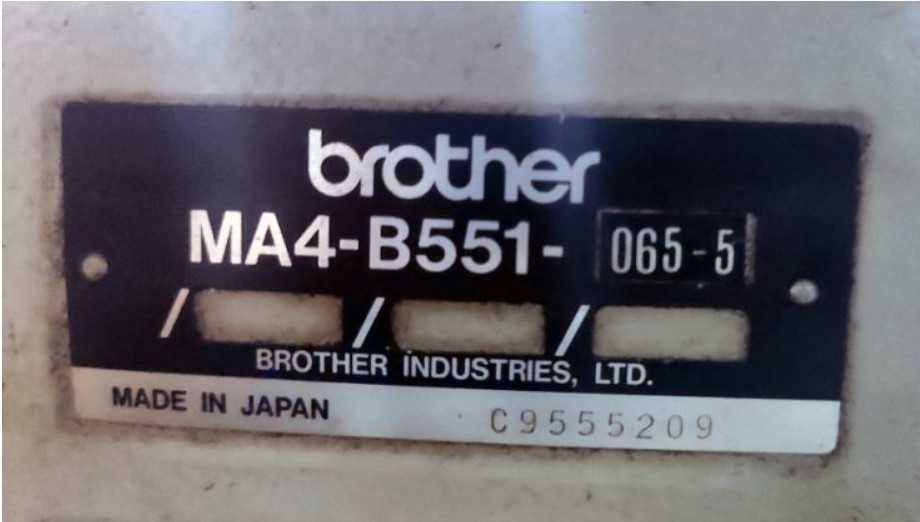 brother
MA4-B551- 065-5
/ / /
BROTHER INDUSTRIES, LTD.
MADE IN JAPAN C9555209